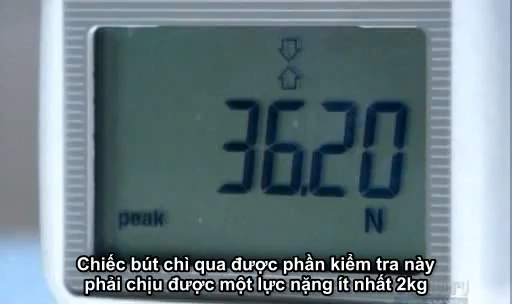 36.20
peak N
Chiếc bút chì qua được phần kiểm tra này
phải chịu được một lực nặng ít nhất 2kg